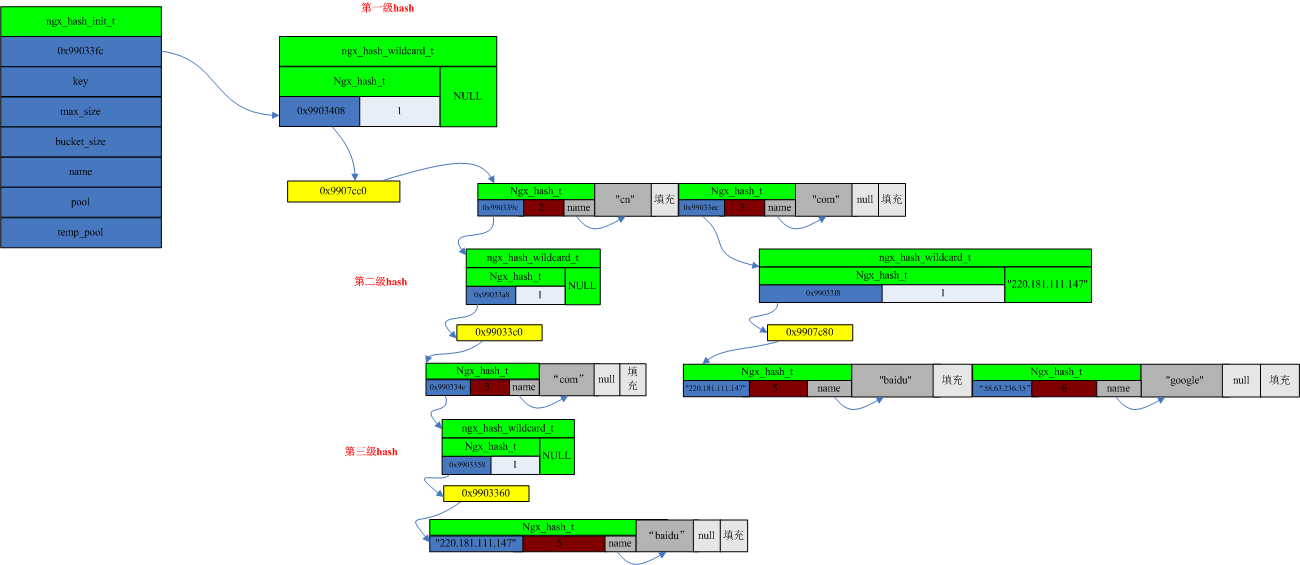 第一级hash
ngx_hash_init_t
0x99033fc
key
max_size
bucket_size
name
pool
temp_pool
ngx_hash_wildcard_t
Ngx_hash_t
NULL
0x9903408
1
0x9907cc0
Ngx_hash_t
0x990339c
2
name
"cn"
填充
Ngx_hash_t
0x99033ec
3
name
"com"
null
填充
第二级hash
ngx_hash_wildcard_t
Ngx_hash_t
NULL
0x99033a8
1
0x99033c0
Ngx_hash_t
0x990334c
3
name
“com”
null
填
充
ngx_hash_wildcard_t
Ngx_hash_t
"220.181.111.147"
0x99033f8
1
0x9907c80
Ngx_hash_t
"220.181.111.147"
5
name
"baidu"
填充
Ngx_hash_t
"58.63.236.35"
6
name
"google"
null
填充
第三级hash
ngx_hash_wildcard_t
Ngx_hash_t
NULL
0x9903358
1
0x9903360
Ngx_hash_t
"220.181.111.147"
5
name
“baidu”
null
填充